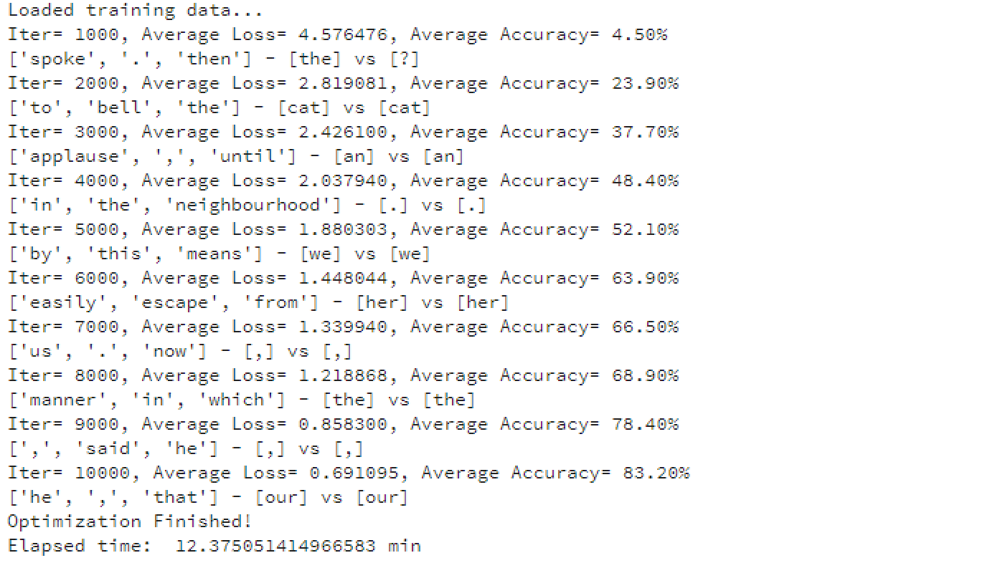 Loaded training data...
Iter= 1000, Average Loss= 4.576476, Average Accuracy= 4.50%
['spoke', '.', 'then'] - [the] vs [?]
Iter= 2000, Average Loss= 2.819081, Average Accuracy= 23.90%
['to', 'bell', 'the'] - [cat] vs [cat]
Iter= 3000, Average Loss= 2.426100, Average Accuracy= 37.70%
['applause', ',', 'until'] - [an] vs [an]
Iter= 4000, Average Loss= 2.037940, Average Accuracy= 48.40%
['in', 'the', 'neighbourhood'] - [.] vs [.]
Iter= 5000, Average Loss= 1.880303, Average Accuracy= 52.10%
['by', 'this', 'means'] - [we] vs [we]
Iter= 6000, Average Loss= 1.448044, Average Accuracy= 63.90%
['easily', 'escape', 'from'] - [her] vs [her]
Iter= 7000, Average Loss= 1.339940, Average Accuracy= 66.50%
['us', '.', 'now'] - [,] vs [,]
Iter= 8000, Average Loss= 1.218868, Average Accuracy= 68.90%
['manner', 'in', 'which'] - [the] vs [the]
Iter= 9000, Average Loss= 0.858300, Average Accuracy= 78.40%
[',', 'said', 'he'] - [,] vs [,]
Iter= 10000, Average Loss= 0.691095, Average Accuracy= 83.20%
['he', ',', 'that'] - [our] vs [our]
Optimization Finished!
Elapsed time:  12.375051414966583 min